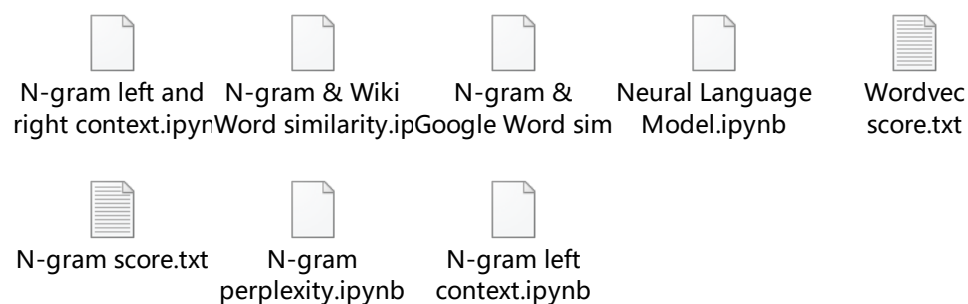 N-gram left and
right context.ipyn
N-gram & Wiki
Word similarity.ip
N-gram &
Google Word sim
Neural Language
Model.ipynb
Wordvec
score.txt
N-gram score.txt
N-gram
perplexity.ipynb
N-gram left
context.ipynb